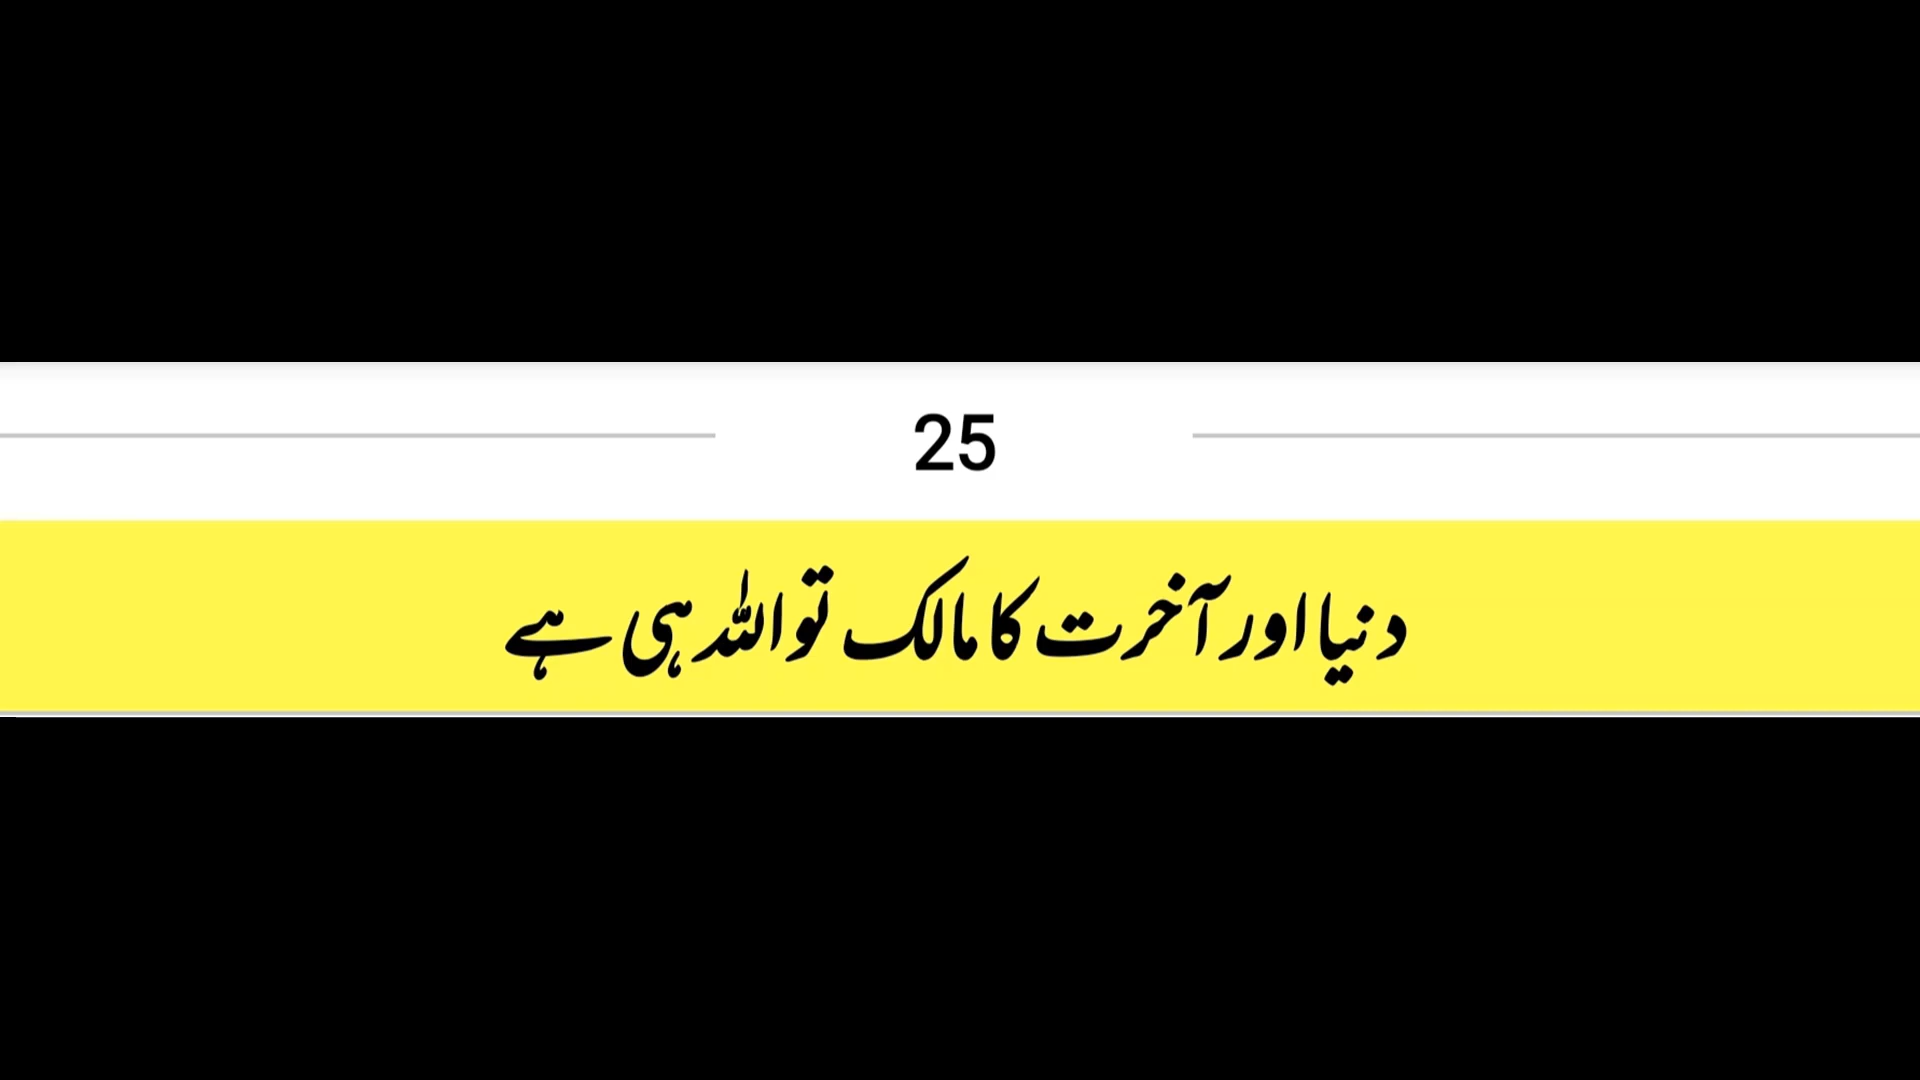 25
دنیا اور آخرت کا مالک تو اللہ ہی ہے